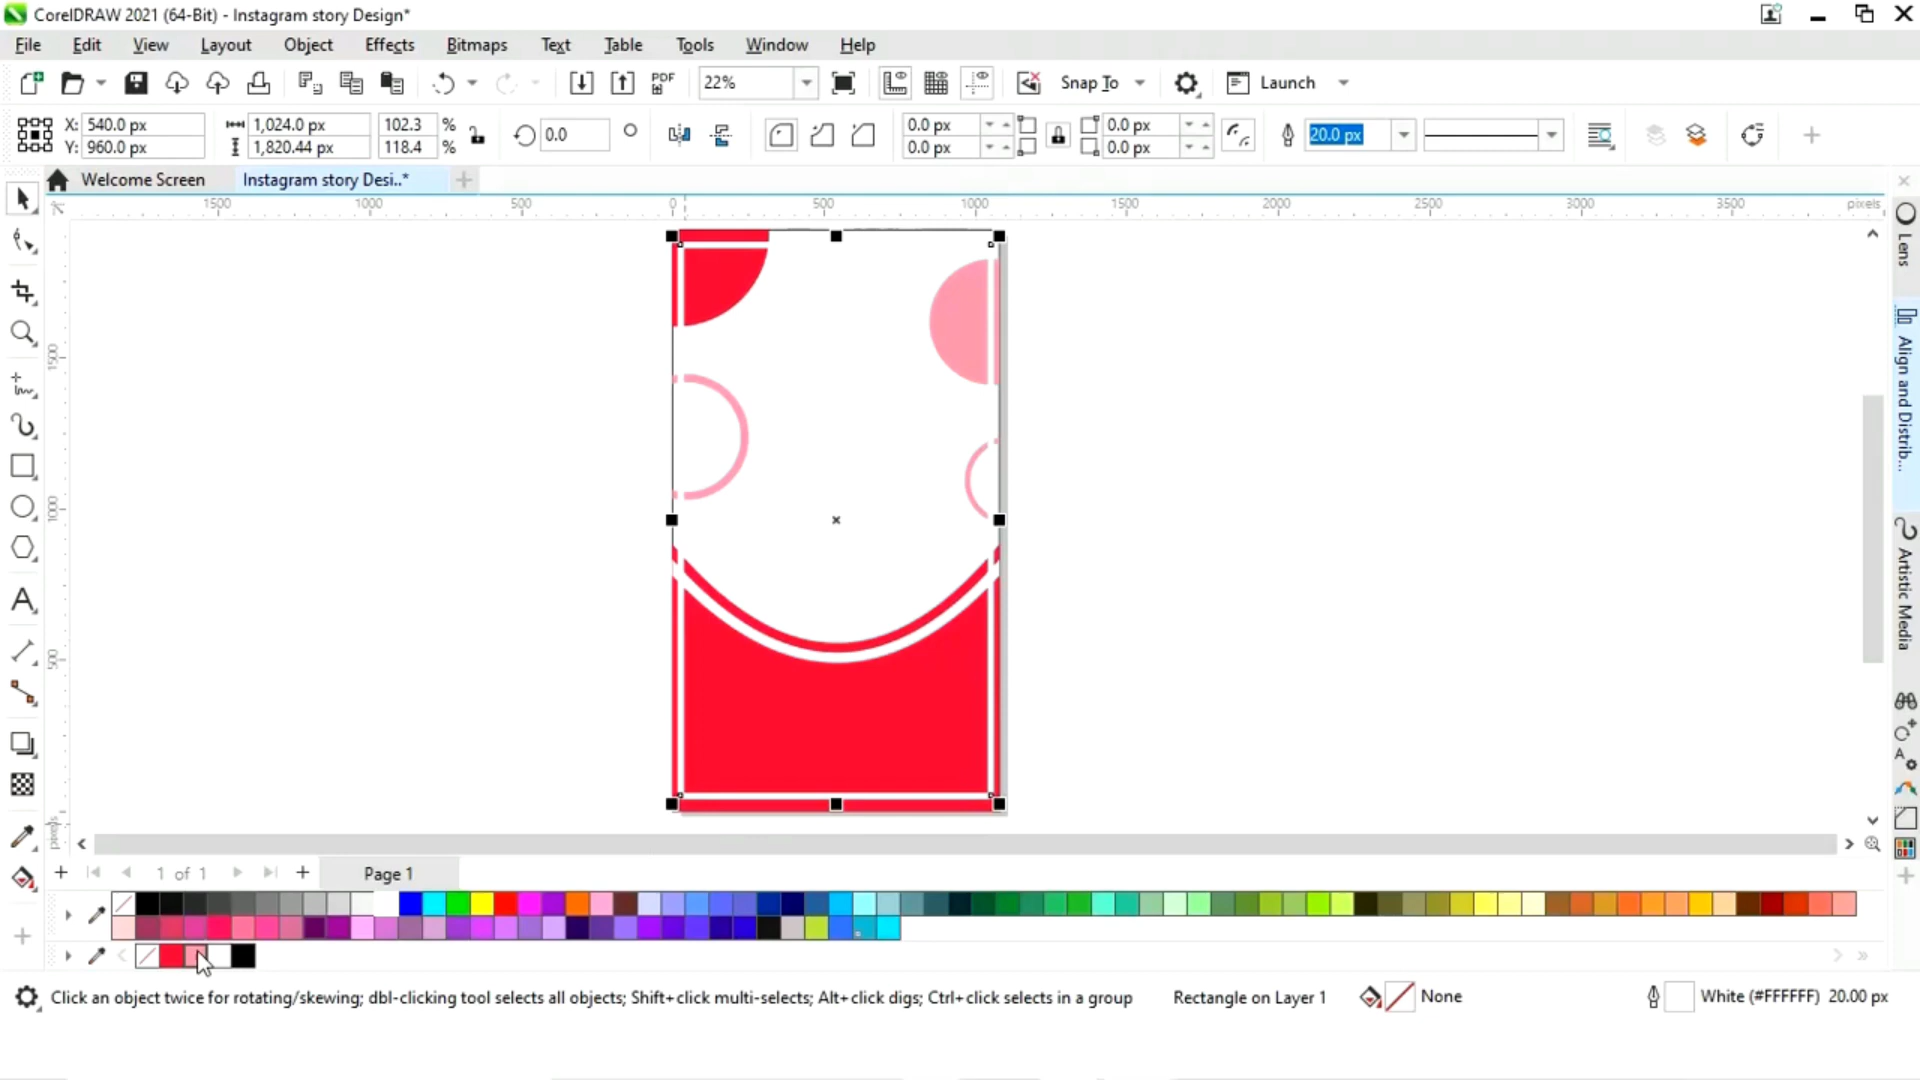 CorelDRAW 2021 (64-Bit) - Instagram story Design*
File Edit View Layout Object Effects Bitmaps Text Table Tools Window Help
PDF 22% Snap To Launch
X: 540.0 px 1,024.0 px 102.3 % 0.0 0.0 px 0.0 px 20.0 px
Y: 960.0 px 1,820.44 px 118.4 % 0.0 px 0.0 px
Welcome Screen Instagram story Desi..*
1500 1000 500 0 500 1000 1500 2000 2500 3000 3500 pixels
Lens
1500
Align and Distrib...
1000
Artistic Media
500
pixels
1 of 1 Page 1
Click an object twice for rotating/skewing; dbl-clicking tool selects all objects; Shift+click multi-selects; Alt+click digs; Ctrl+click selects in a group Rectangle on Layer 1 None White (#FFFFFF) 20.00 px